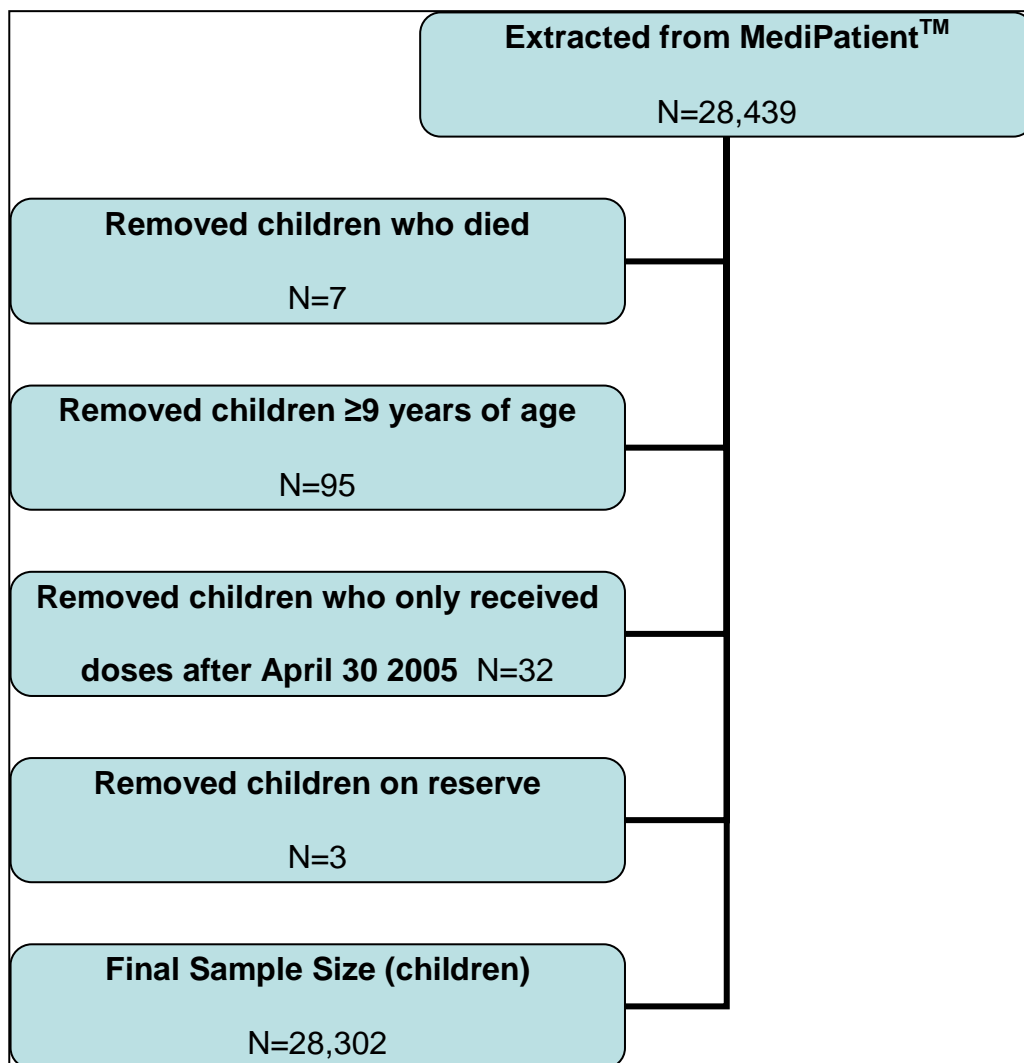 Extracted from MediPatient™
N=28,439
Removed children who died
N=7
Removed children ≥9 years of age
N=95
Removed children who only received
doses after April 30 2005 N=32
Removed children on reserve
N=3
Final Sample Size (children)
N=28,302